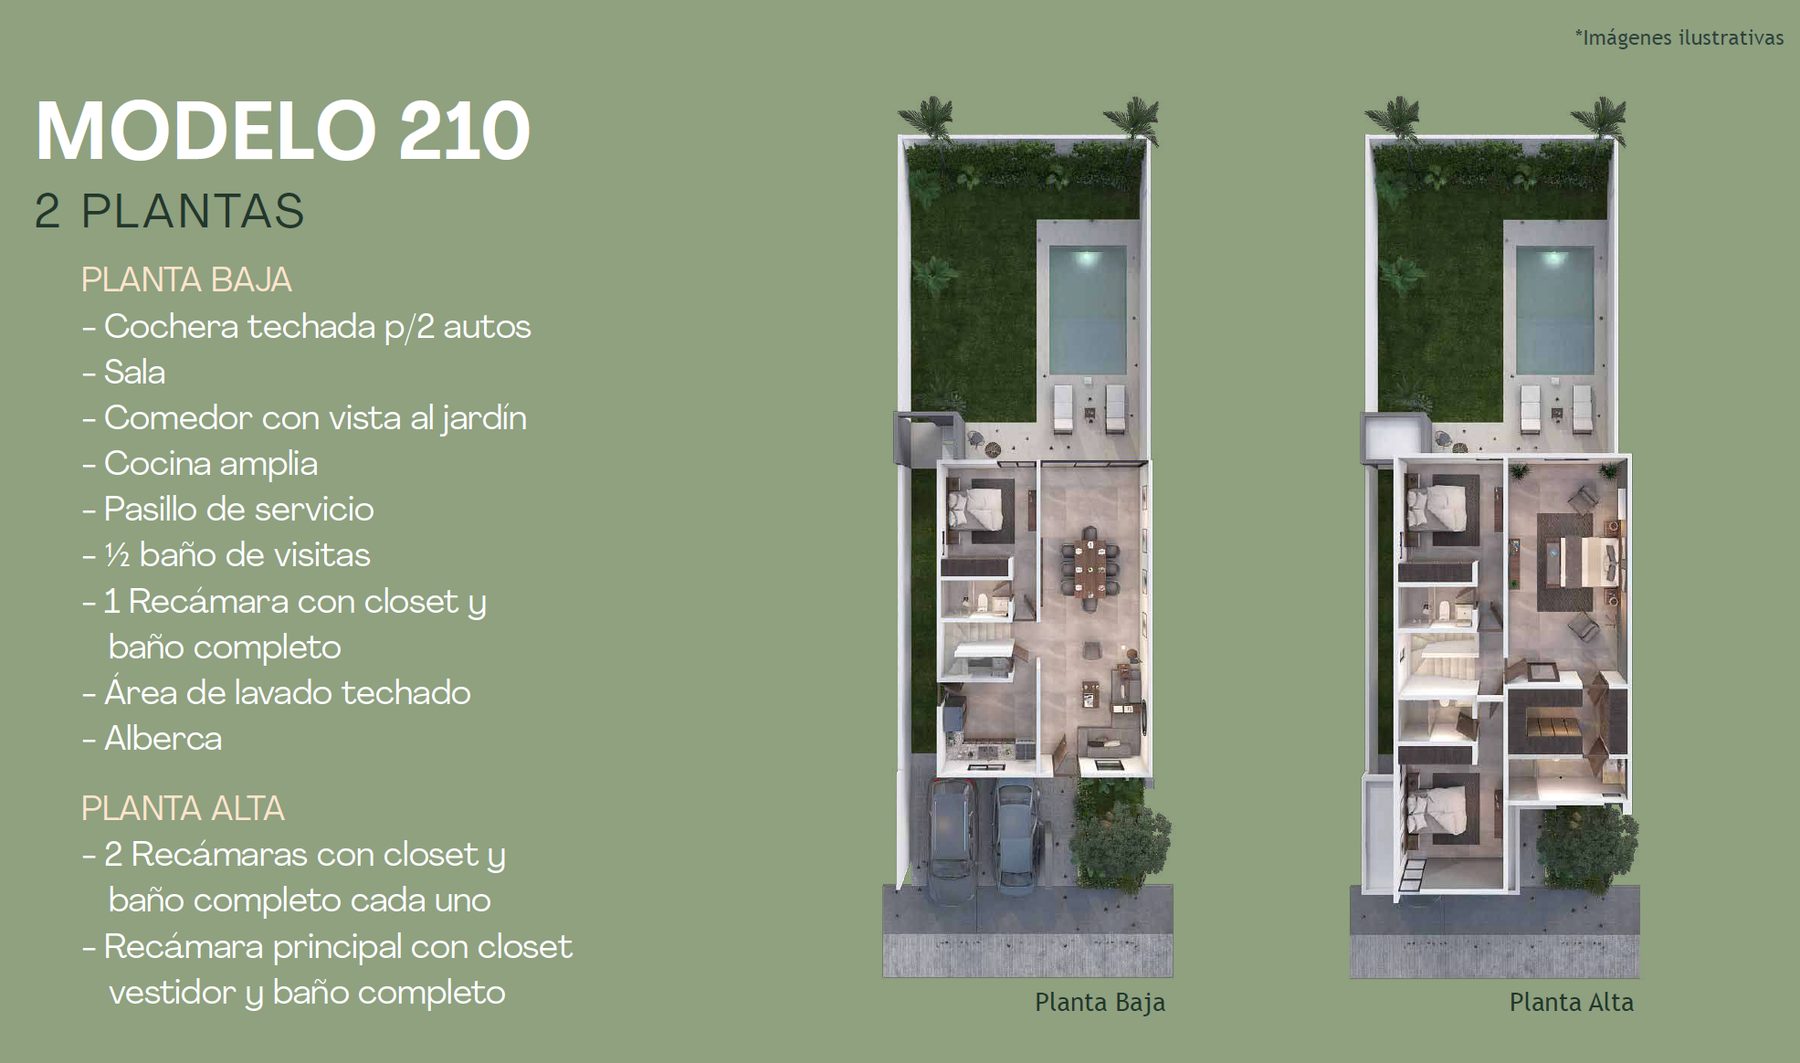 *Imágenes ilustrativas
MODELO 210
2 PLANTAS
PLANTA BAJA
- Cochera techada p/2 autos
- Sala
- Comedor con vista al jardín
- Cocina amplia
- Pasillo de servicio
- ½ baño de visitas
- 1 Recámara con closet y
baño completo
- Área de lavado techado
- Alberca
PLANTA ALTA
- 2 Recámaras con closet y
baño completo cada uno
- Recámara principal con closet
vestidor y baño completo
Planta Baja
Planta Alta